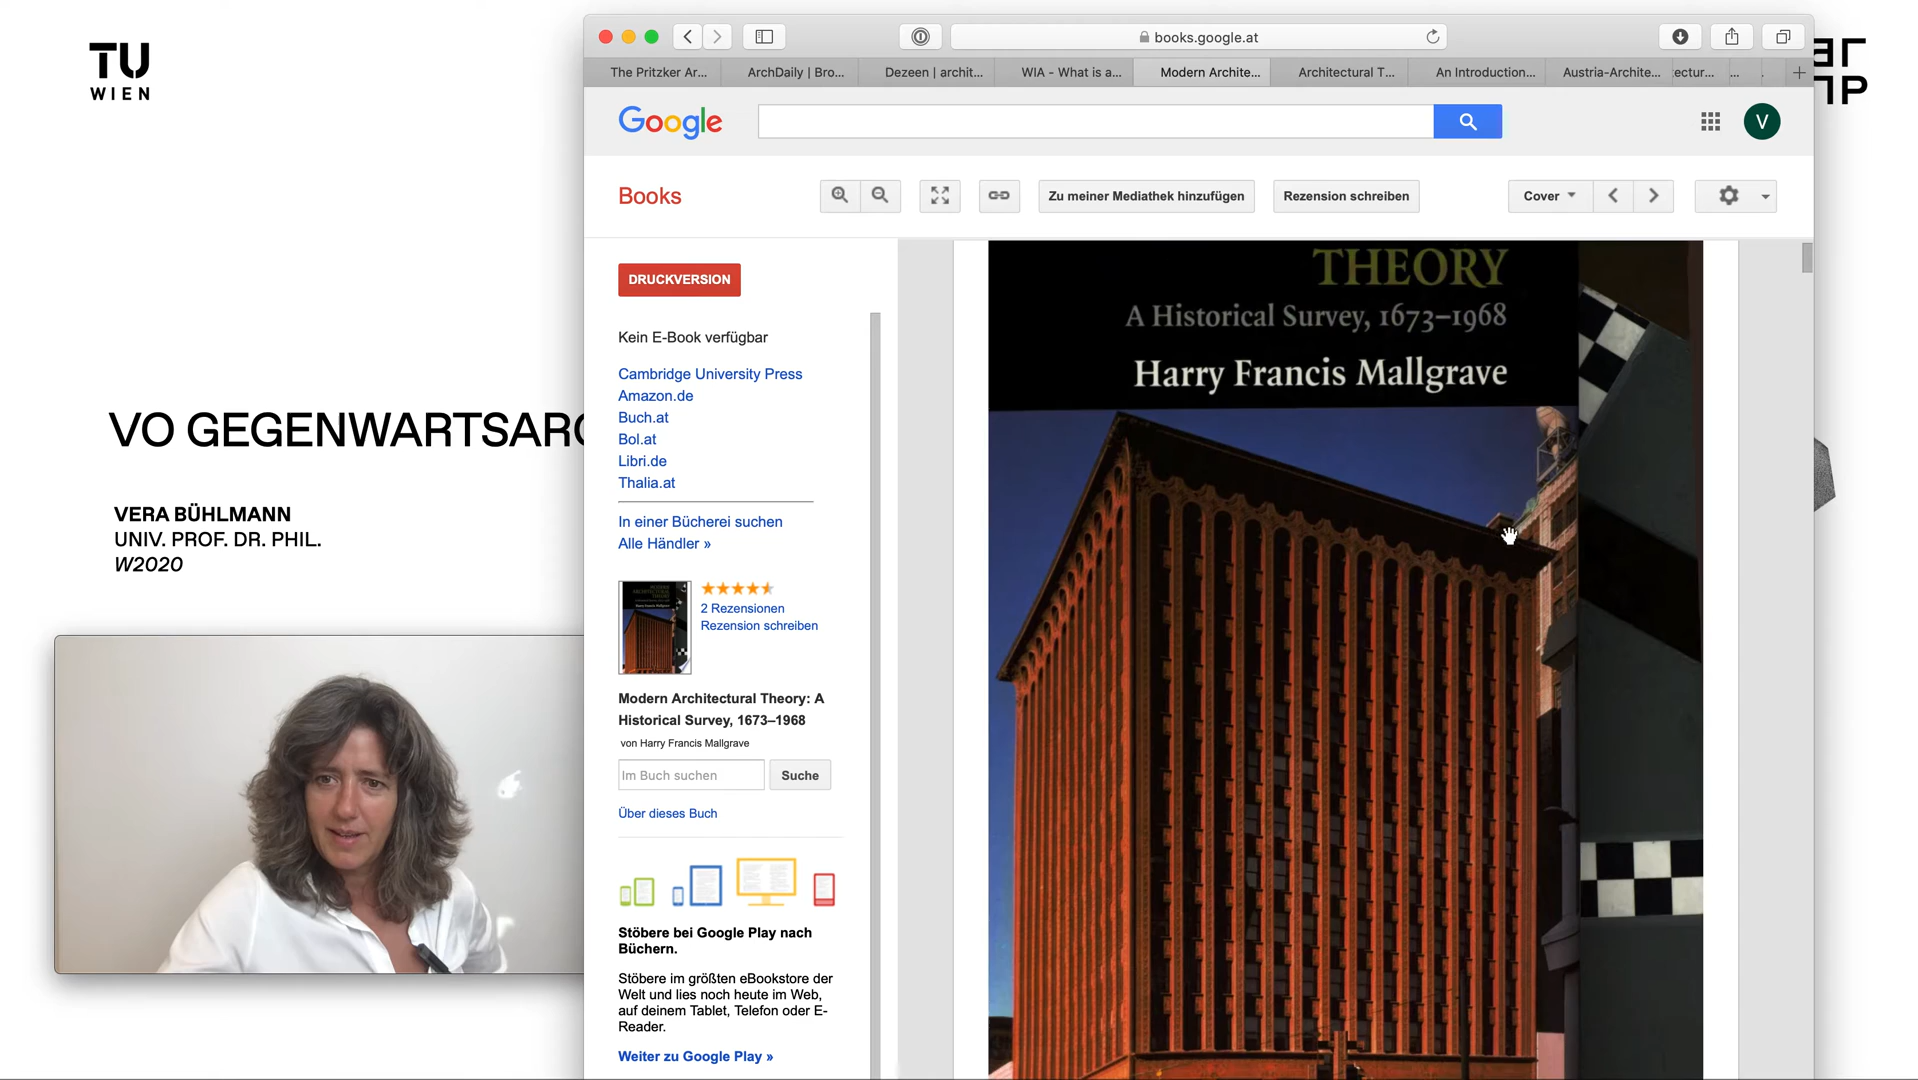 TU
WIEN
VO GEGENWARTSARC
VERA BÜHLMANN
UNIV. PROF. DR. PHIL.
W2020
books.google.at
The Pritzker Ar...
ArchDaily | Bro...
Dezeen | archit...
WIA - What is a...
Modern Archite...
Architectural T...
An Introduction...
Austria-Archite...
ectur...
...
Google
V
Books
Zu meiner Mediathek hinzufügen
Rezension schreiben
Cover
DRUCKVERSION
Kein E-Book verfügbar
Cambridge University Press
Amazon.de
Buch.at
Bol.at
Libri.de
Thalia.at
In einer Bücherei suchen
Alle Händler »
2 Rezensionen
Rezension schreiben
Modern Architectural Theory: A
Historical Survey, 1673–1968
von Harry Francis Mallgrave
Im Buch suchen
Suche
Über dieses Buch
Stöbere bei Google Play nach
Büchern.
Stöbere im größten eBookstore der
Welt und lies noch heute im Web,
auf deinem Tablet, Telefon oder E-
Reader.
Weiter zu Google Play »
THEORY
A Historical Survey, 1673–1968
Harry Francis Mallgrave